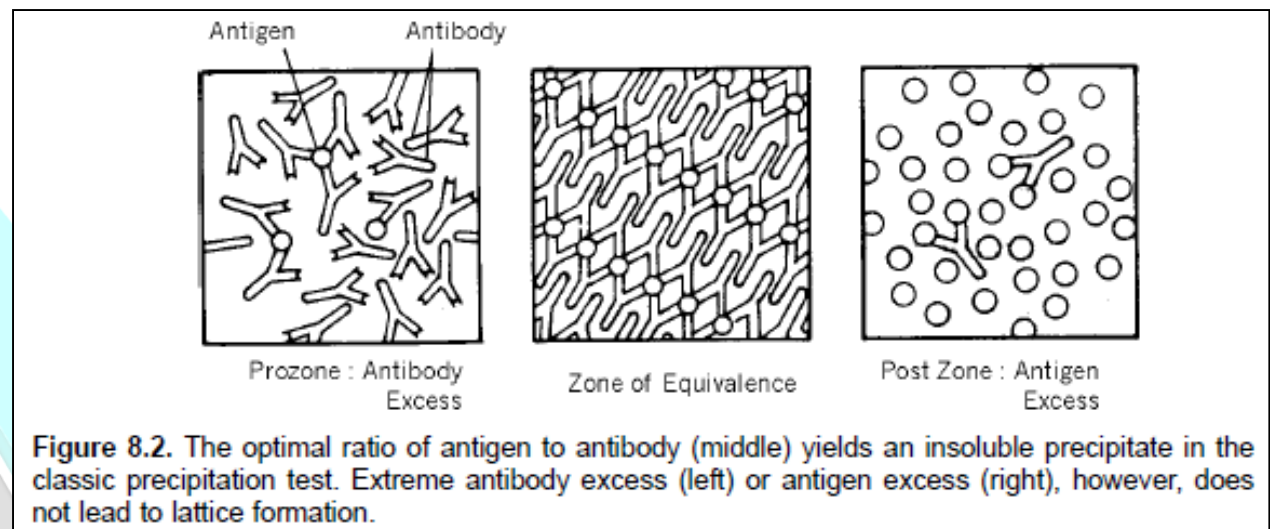 Antigen Antibody
Prozone : Antibody
Excess
Zone of Equivalence
Post Zone : Antigen
Excess
Figure 8.2. The optimal ratio of antigen to antibody (middle) yields an insoluble precipitate in the
classic precipitation test. Extreme antibody excess (left) or antigen excess (right), however, does
not lead to lattice formation.